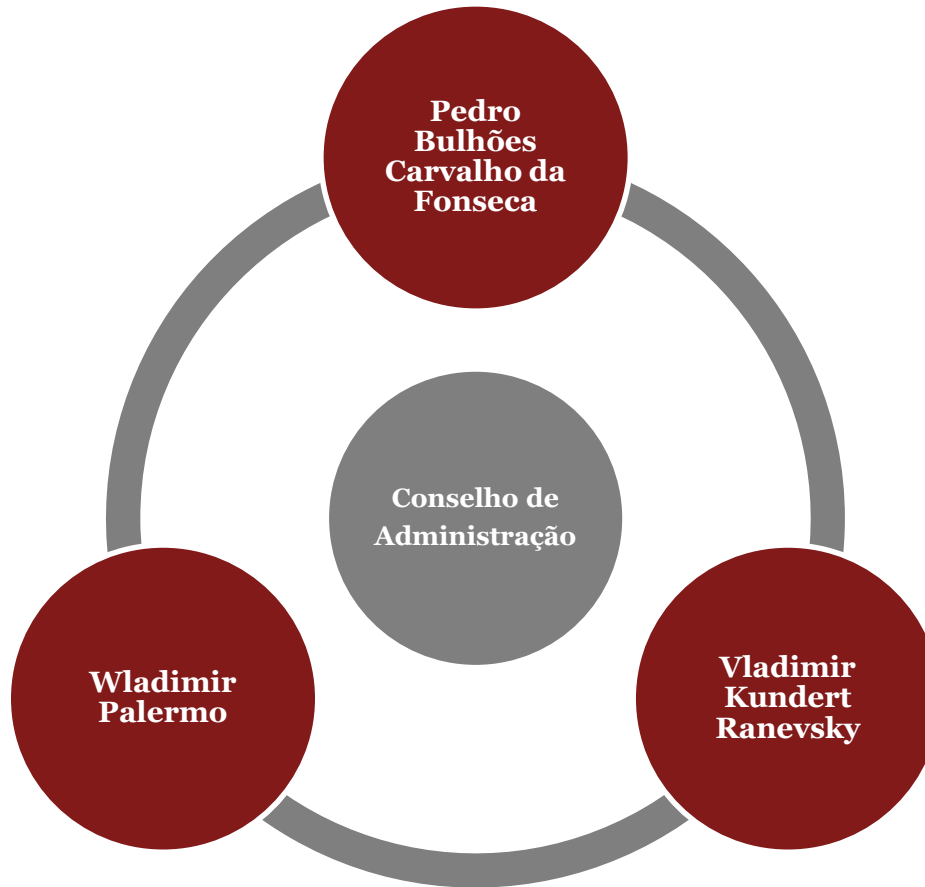 Pedro
Bulhões
Carvalho da
Fonseca
Conselho de
Administração
Wladimir
Palermo
Vladimir
Kundert
Ranevsky